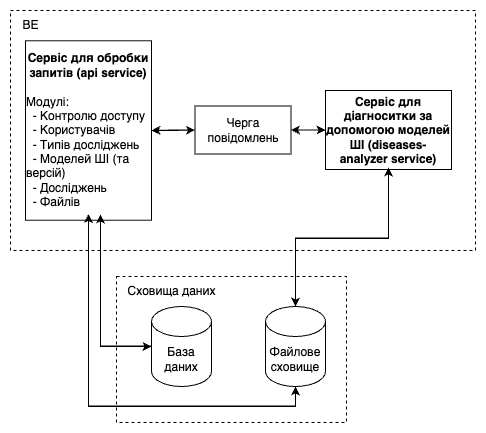 BE
Сервіс для обробки
запитів (api service)
Модулі:
- Контролю доступу
- Користувачів
- Типів досліджень
- Моделей ШІ (та
версій)
- Досліджень
- Файлів
Черга
повідомлень
Сервіс для
діагноситки за
допомогою моделей
ШІ (diseases-
analyzer service)
Сховища даних
База
даних
Файлове
сховище